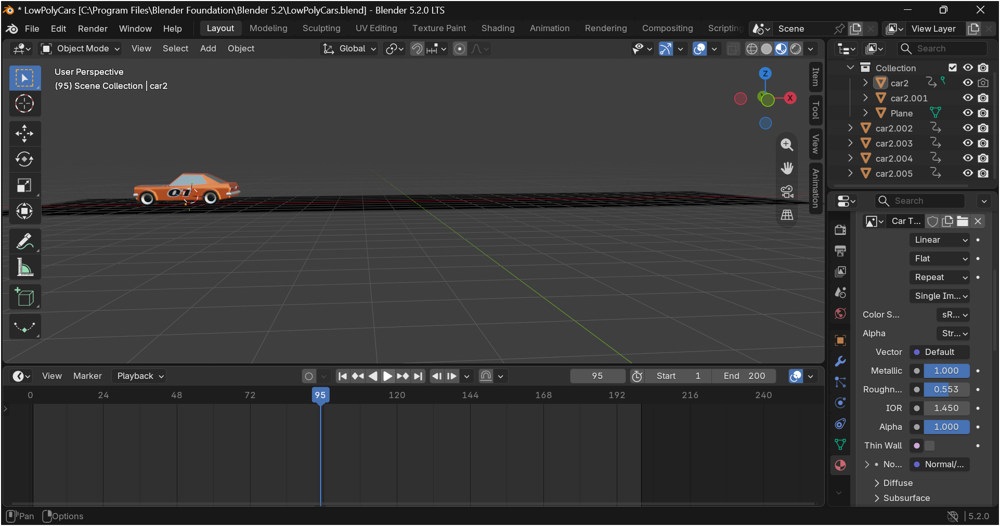 * LowPolyCars [C:\Program Files\Blender Foundation\Blender 5.2\LowPolyCars.blend] - Blender 5.2.0 LTS
File Edit Render Window Help Layout Modeling Sculpting UV Editing Texture Paint Shading Animation Rendering Compositing Scripting Scene View Layer
Object Mode View Select Add Object Global Search
User Perspective
(95) Scene Collection | car2
Z
X
Item
Tool
View
Animation
Collection
car2
car2.001
Plane
car2.002
car2.003
car2.004
car2.005
01
Search
Car T...
Linear
Flat
Repeat
Single Im...
Color S... sR...
Alpha Str...
Vector Default
Metallic 1.000
Roughn... 0.553
IOR 1.450
Alpha 1.000
Thin Wall
No... Normal/...
Diffuse
Subsurface
View Marker Playback 95 Start 1 End 200
0 24 48 72 95 120 144 168 192 216 240
Pan Options 5.2.0